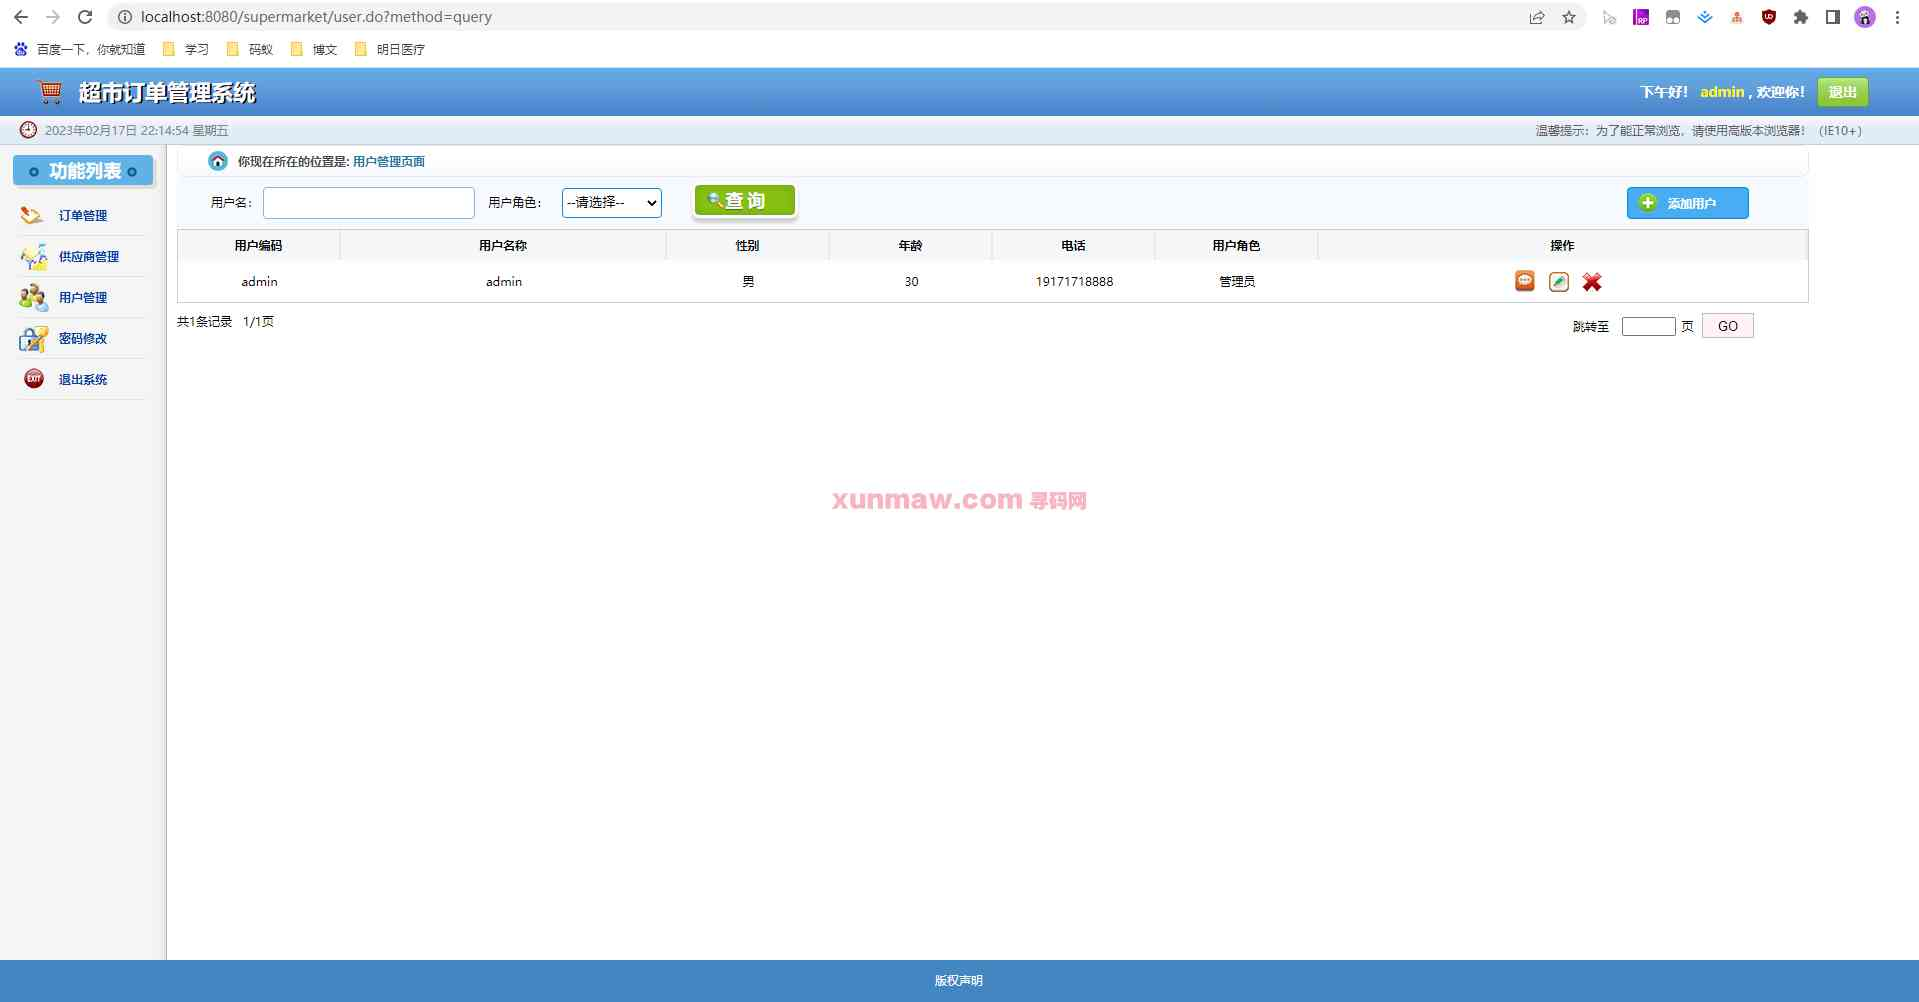 localhost:8080/supermarket/user.do?method=query
百度一下，你就知道 学习 码蚁 博文 明日医疗
超市订单管理系统 下午好！ admin , 欢迎你！ 退出
2023年02月17日 22:14:54 星期五 温馨提示：为了能正常浏览，请使用高版本浏览器！（IE10+）
功能列表
订单管理
供应商管理
用户管理
密码修改
EXIT 退出系统
你现在所在的位置是: 用户管理页面
用户名： 用户角色： --请选择-- 查 询 添加用户
用户编码 用户名称 性别 年龄 电话 用户角色 操作
admin admin 男 30 19171718888 管理员
共1条记录 1/1页 跳转至 页 GO
xunmaw.com 寻码网
版权声明